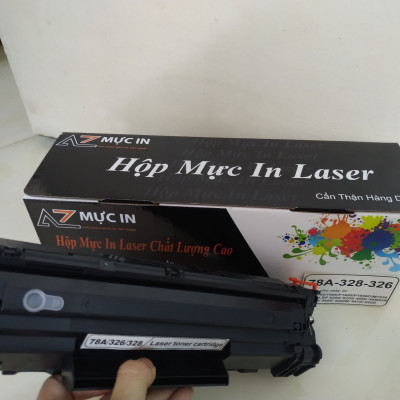 AZ MỰC IN
Hộp Mực In Laser
Cẩn Thận Hàng D
AZ MỰC IN
Hộp Mực In Laser Chất Lượng Cao
78A-328-326
78A/326/328 Laser toner cartridge